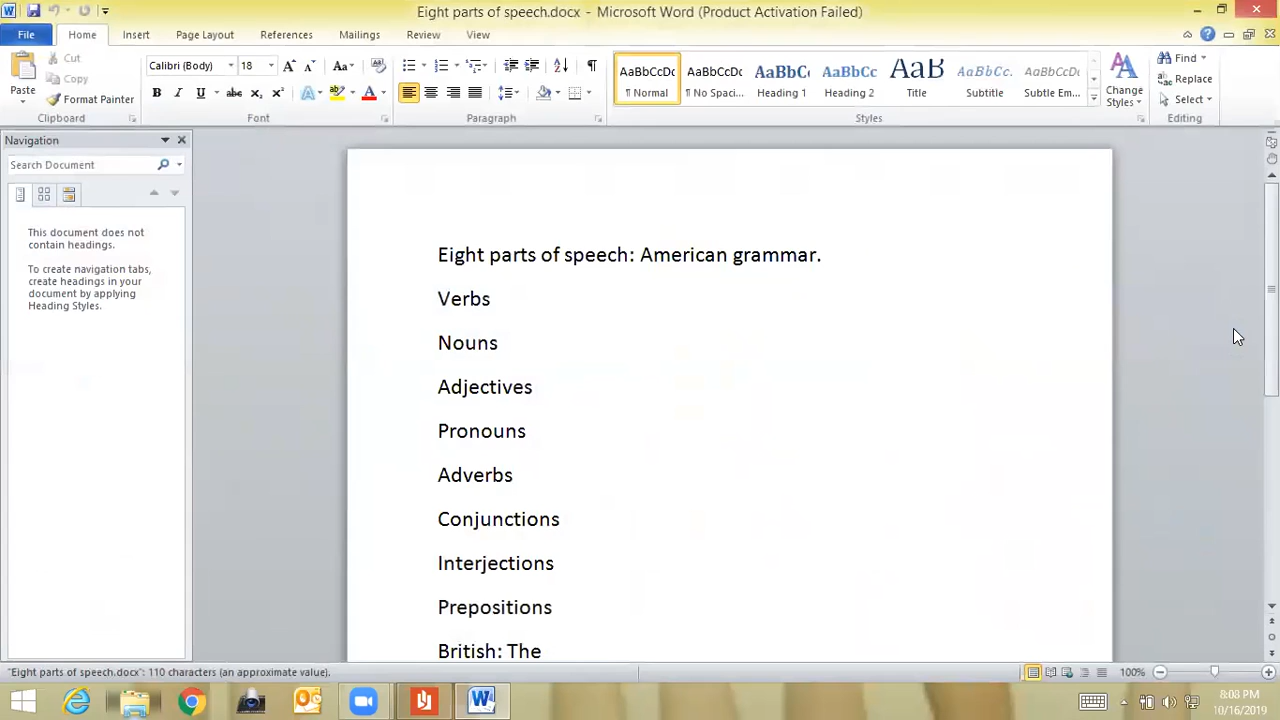 Eight parts of speech.docx - Microsoft Word (Product Activation Failed)
File Home Insert Page Layout References Mailings Review View
Paste
Cut
Copy
Format Painter
Clipboard
Calibri (Body) 18
Font
Paragraph
AaBbCcDc AaBbCcDc AaBbC AaBbCc AaB AaBbCc. AaBbCcDc
¶ Normal ¶ No Spaci... Heading 1 Heading 2 Title Subtitle Subtle Em...
Styles
Change Styles
Find
Replace
Select
Editing
Navigation
Search Document
This document does not
contain headings.
To create navigation tabs,
create headings in your
document by applying
Heading Styles.
Eight parts of speech: American grammar.
Verbs
Nouns
Adjectives
Pronouns
Adverbs
Conjunctions
Interjections
Prepositions
British: The
"Eight parts of speech.docx": 110 characters (an approximate value).
100%
8:08 PM
10/16/2019